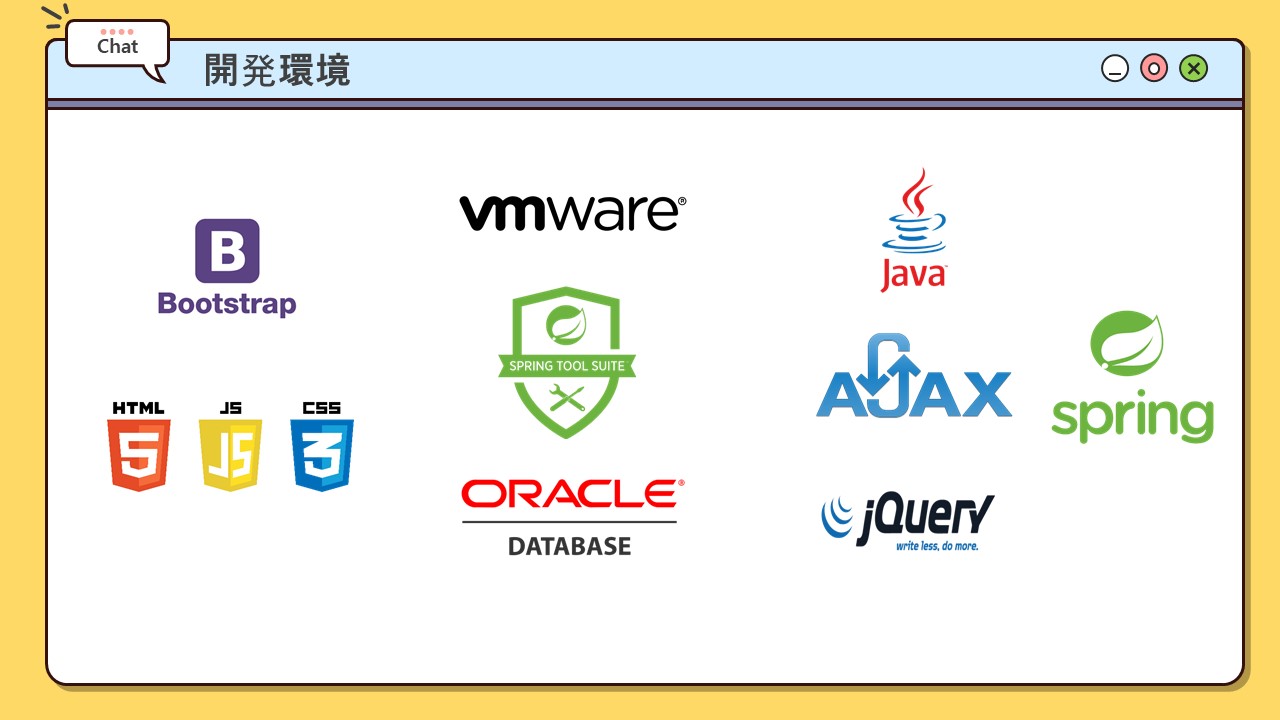 Chat
開発環境
B
Bootstrap
HTML JS CSS
5 JS 3
vmware®
SPRING TOOL SUITE
ORACLE®
DATABASE
Java™
AJAX
jQuery
write less, do more.
spring